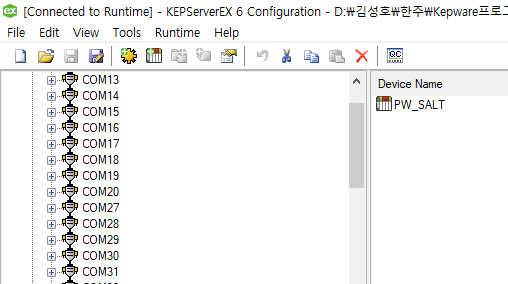 [Connected to Runtime] - KEPServerEX 6 Configuration - D:₩김성호₩한주₩Kepware프로그
File Edit View Tools Runtime Help
QC
COM13
COM14
COM15
COM16
COM17
COM18
COM19
COM20
COM27
COM28
COM29
COM30
COM31
Device Name
PW_SALT